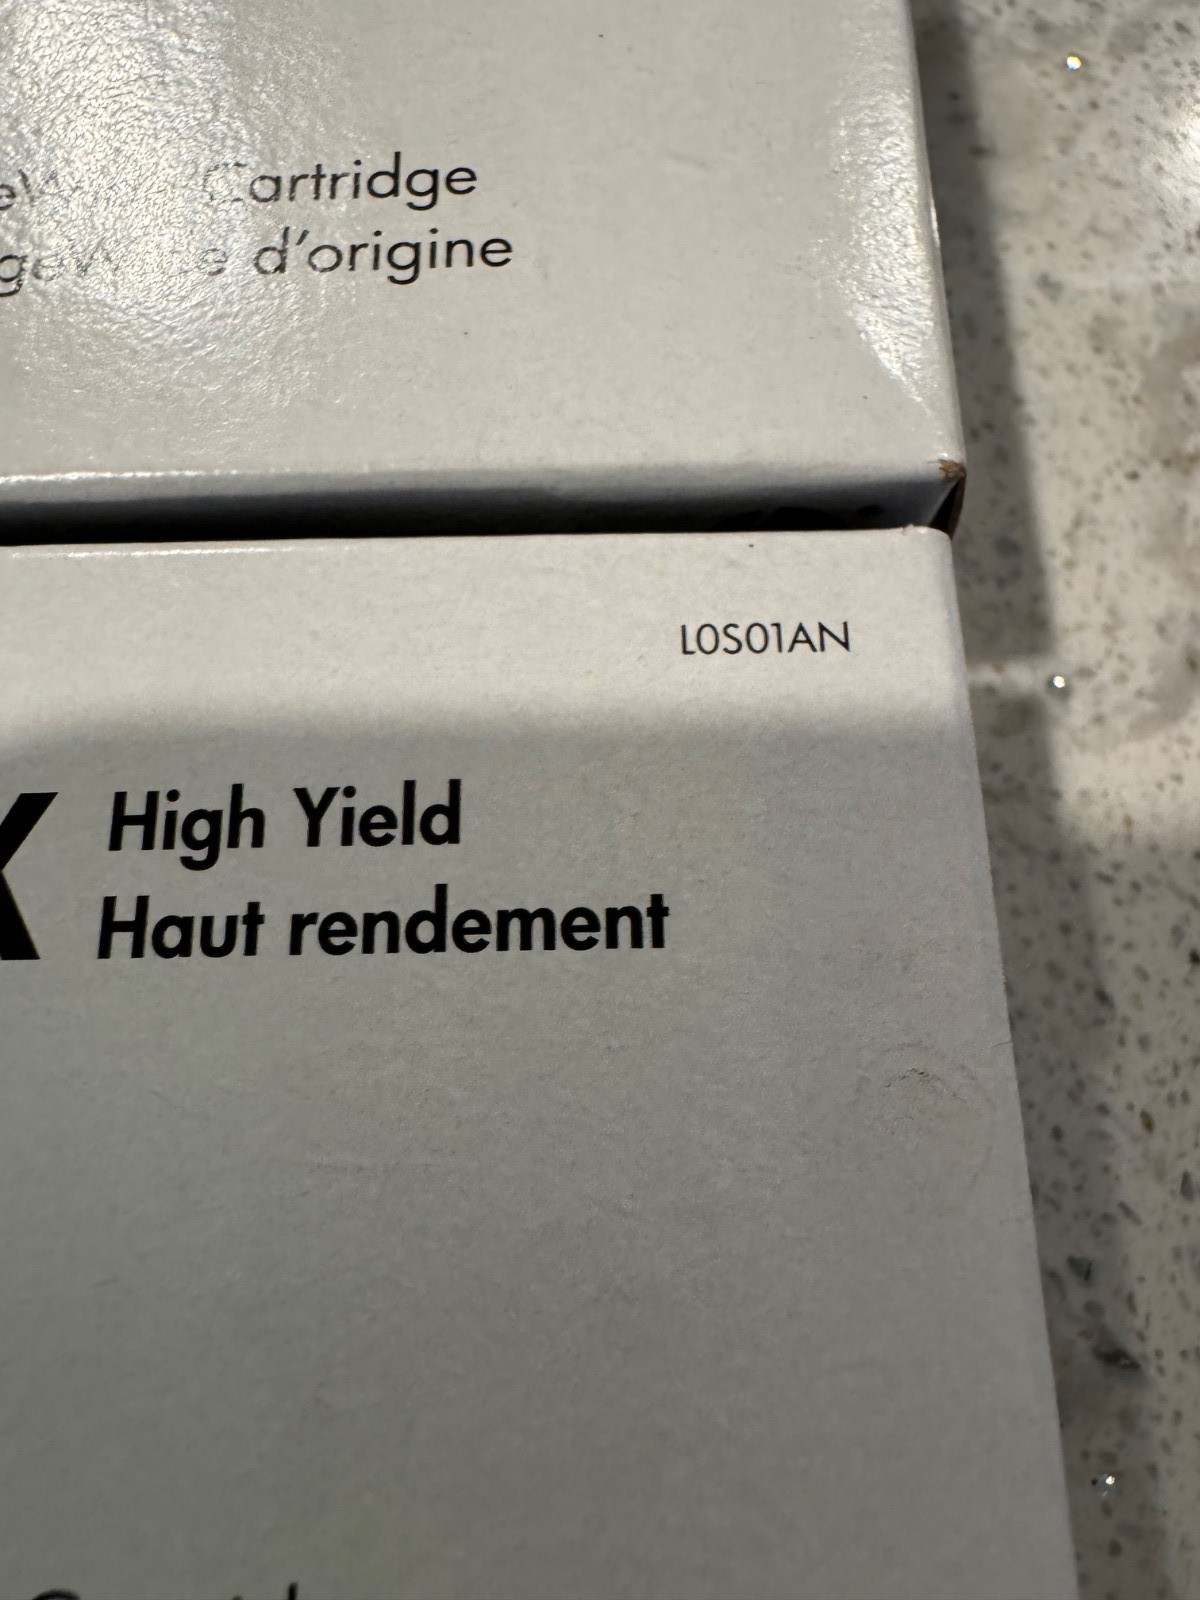 Cartridge
d'origine
L0S01AN
X High Yield
Haut rendement